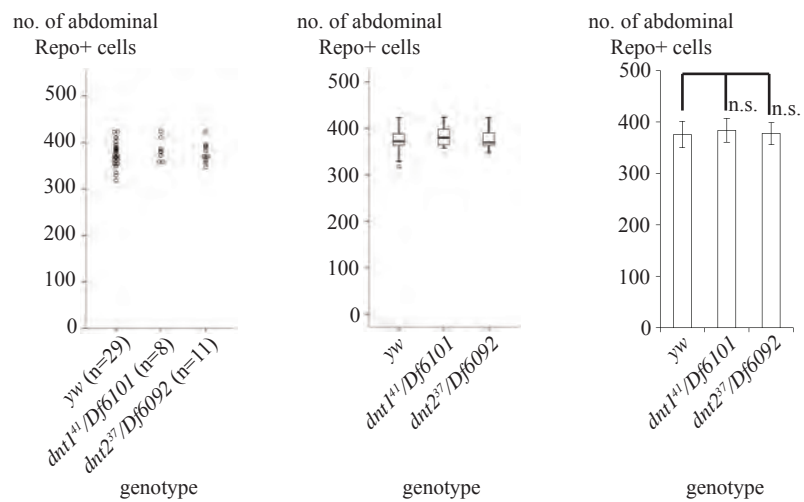 no. of abdominal
Repo+ cells
500
400
300
200
100
0
yw (n=29)
dnt1⁴¹/Df6101 (n=8)
dnt2³⁷/Df6092 (n=11)
genotype
no. of abdominal
Repo+ cells
500
400
300
200
100
0
yw
dnt1⁴¹/Df6101
dnt2³⁷/Df6092
genotype
no. of abdominal
Repo+ cells
500
400
300
200
100
0
n.s.
n.s.
yw
dnt1⁴¹/Df6101
dnt2³⁷/Df6092
genotype